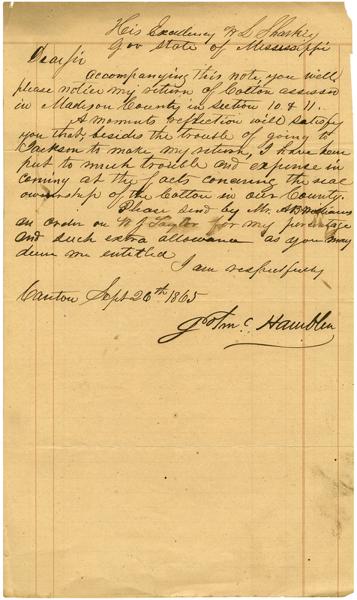 His Excellency W L Sharkey
Gov State of Mississippi
Dear Sir
Accompanying this note, you will
please notice my return of Cotton assessed
in Madison County in section 10 & 11.
A moments reflection will satisfy
you that, beside the trouble of going to
Jackson to make my return, I have been
put to much trouble and expense in
coming at the facts concerning the real
ownership of the Cotton in our County.
Please send by Mr.
an order on Taylor for my percentage
and such extra allowance as you may
deem me entitled
I am respectfully
Canton Sept 26th 1865
Hamblen